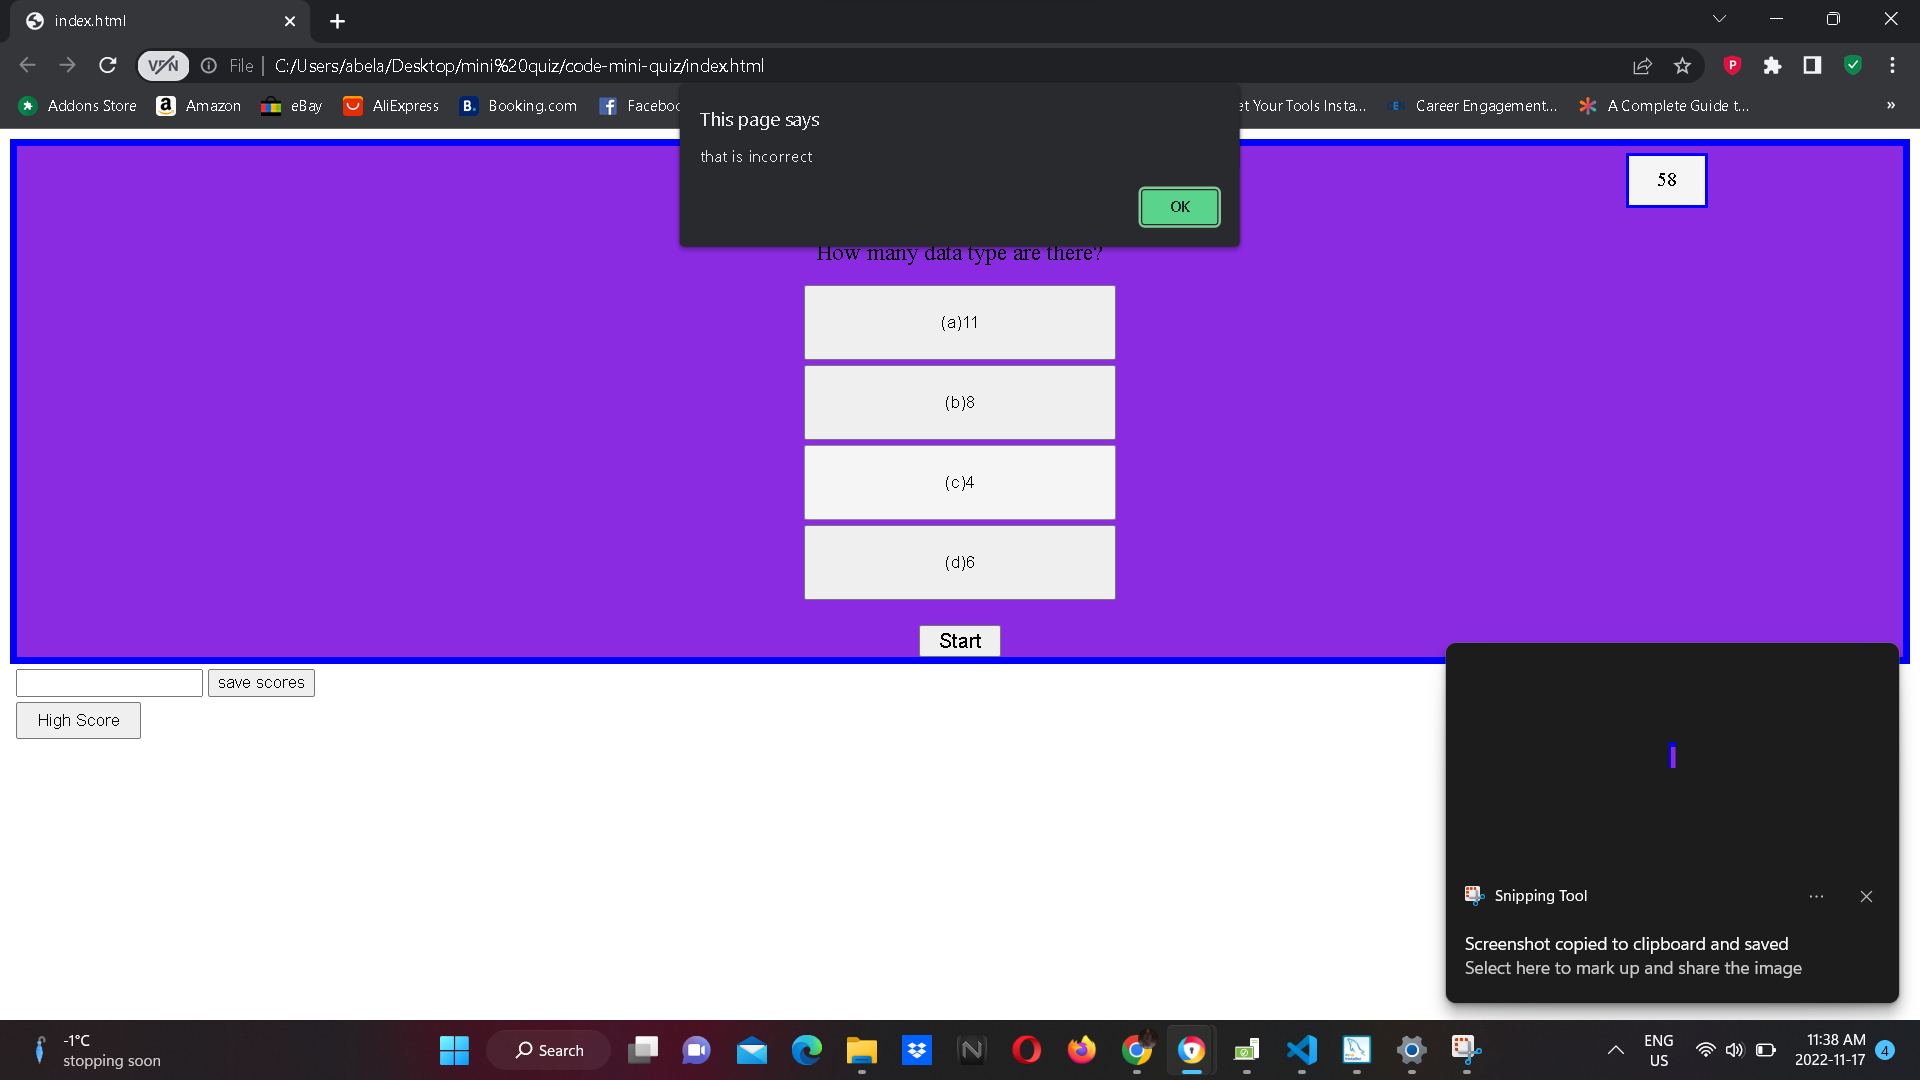 index.html
VPN
File
C:/Users/abela/Desktop/mini%20quiz/code-mini-quiz/index.html
Addons Store
Amazon
eBay
AliExpress
Booking.com
et Your Tools Insta...
Career Engagement...
A Complete Guide t...
This page says
that is incorrect
OK
58
How many data type are there?
(a)11
(b)8
(c)4
(d)6
Start
save scores
High Score
Snipping Tool
Screenshot copied to clipboard and saved
Select here to mark up and share the image
-1°C
stopping soon
Search
ENG
US
11:38 AM
2022-11-17
4